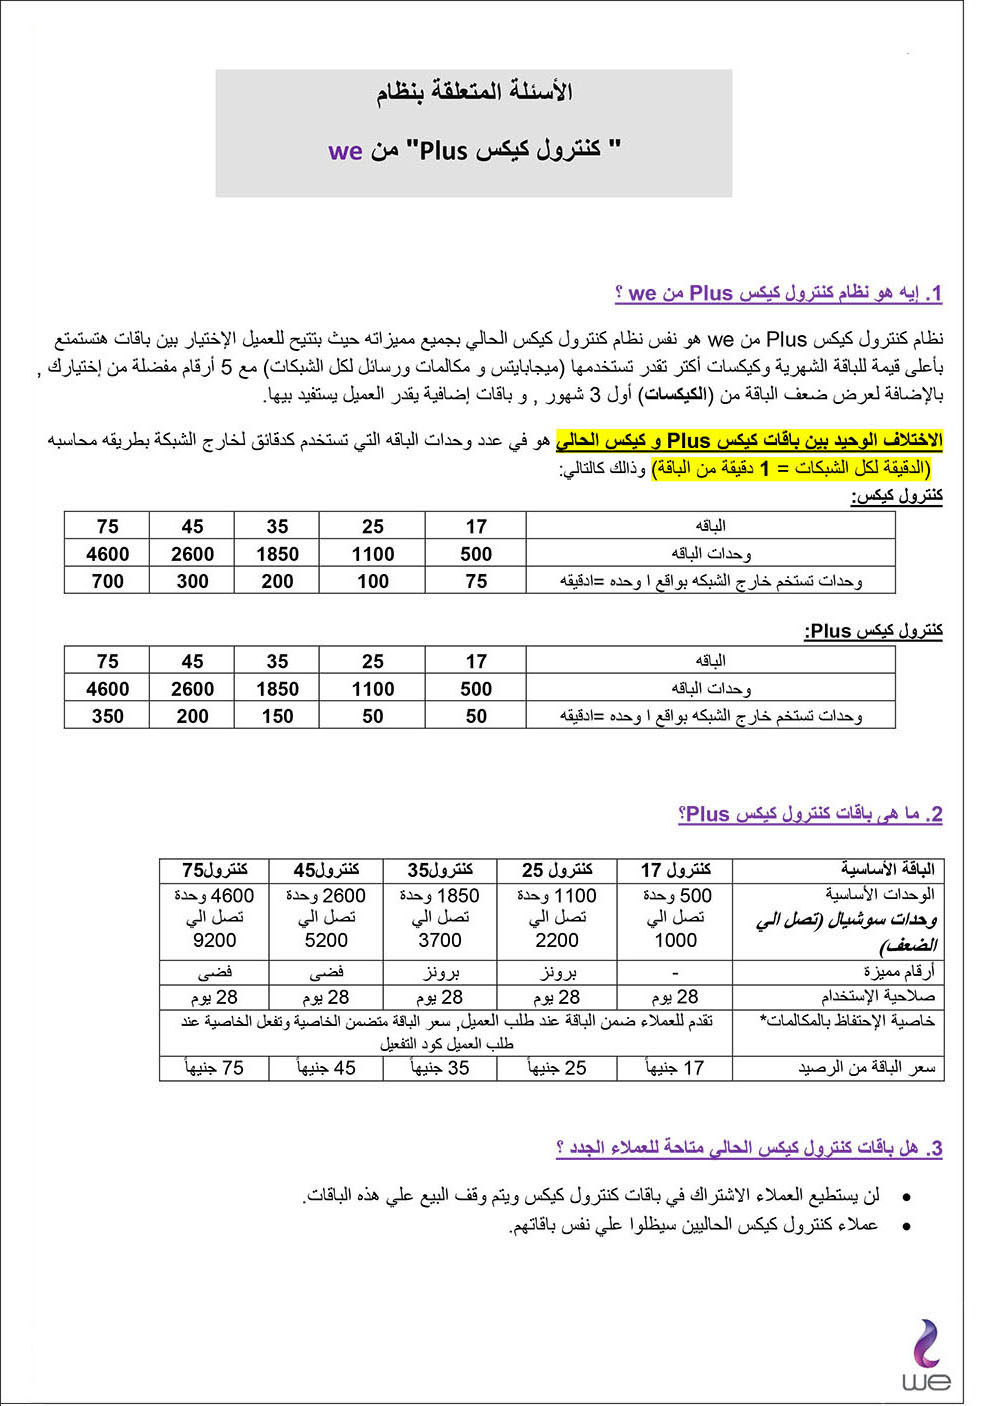 الأسئلة المتعلقة بنظام
" كنترول كيكس Plus" من we
1. إيه هو نظام كنترول كيكس Plus من we ؟
نظام كنترول كيكس Plus من we هو نفس نظام كنترول كيكس الحالي بجميع مميزاته حيث بتتيح للعميل الإختيار بين باقات هتستمتع
بأعلى قيمة للباقة الشهرية وكيكسات أكتر تقدر تستخدمها (ميجابايتس و مكالمات ورسائل لكل الشبكات) مع 5 أرقام مفضلة من إختيارك ,
بالإضافة لعرض ضعف الباقة من (الكيكسات) أول 3 شهور , و باقات إضافية يقدر العميل يستفيد بيها.
الاختلاف الوحيد بين باقات كيكس Plus و كيكس الحالي هو في عدد وحدات الباقه التي تستخدم كدقائق لخارج الشبكة بطريقه محاسبه
(الدقيقة لكل الشبكات = 1 دقيقة من الباقة) وذالك كالتالي:
كنترول كيكس:
الباقه 17 25 35 45 75
وحدات الباقه 500 1100 1850 2600 4600
وحدات تستخم خارج الشبكه بواقع ا وحده =ادقيقه 75 100 200 300 700
كنترول كيكس Plus:
الباقه 17 25 35 45 75
وحدات الباقه 500 1100 1850 2600 4600
وحدات تستخم خارج الشبكه بواقع ا وحده =ادقيقه 50 50 150 200 350
2. ما هى باقات كنترول كيكس Plus؟
الباقة الأساسية كنترول 17 كنترول 25 كنترول35 كنترول45 كنترول75
الوحدات الأساسية 500 وحدة 1100 وحدة 1850 وحدة 2600 وحدة 4600 وحدة
وحدات سوشيال (تصل الي تصل الي تصل الي تصل الي تصل الي تصل الي
الضعف) 1000 2200 3700 5200 9200
أرقام مميزة - برونز برونز فضى فضى
صلاحية الإستخدام 28 يوم 28 يوم 28 يوم 28 يوم 28 يوم
خاصية الإحتفاظ بالمكالمات* تقدم للعملاء ضمن الباقة عند طلب العميل, سعر الباقة متضمن الخاصية وتفعل الخاصية عند
طلب العميل كود التفعيل
سعر الباقة من الرصيد 17 جنيهاً 25 جنيهاً 35 جنيهاً 45 جنيهاً 75 جنيهاً
3. هل باقات كنترول كيكس الحالي متاحة للعملاء الجدد ؟
• لن يستطيع العملاء الاشتراك في باقات كنترول كيكس ويتم وقف البيع علي هذه الباقات.
• عملاء كنترول كيكس الحاليين سيظلوا علي نفس باقاتهم.
we